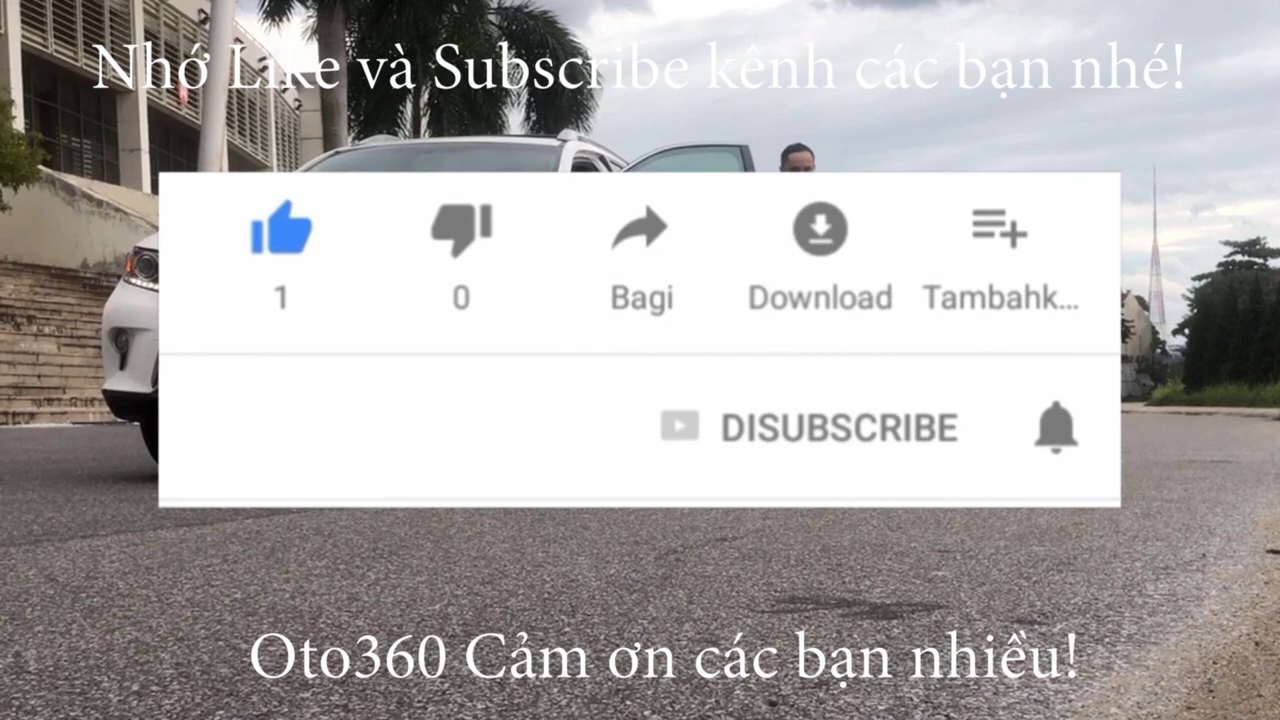 Nhớ Like và Subscribe kênh các bạn nhé!
1 0 Bagi Download Tambahk...
DISUBSCRIBE
Oto360 Cảm ơn các bạn nhiều!